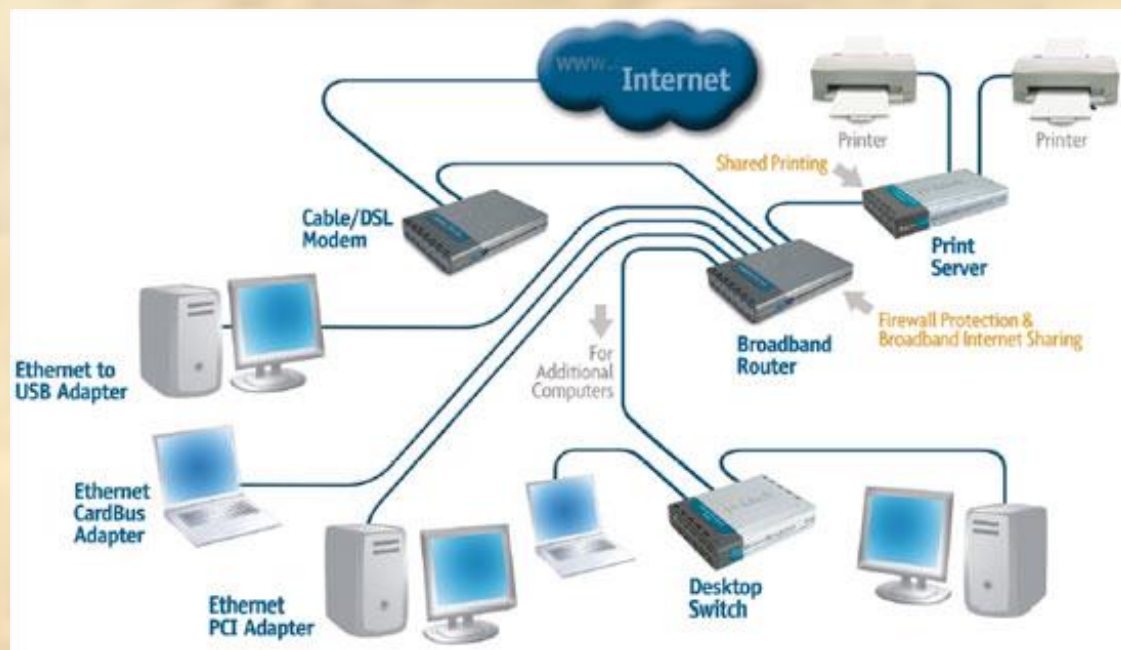 www...
Internet
Printer
Printer
Shared Printing
Cable/DSL
Modem
Print
Server
Firewall Protection &
Broadband Internet Sharing
Broadband
Router
For
Additional
Computers
Ethernet to
USB Adapter
Ethernet
CardBus
Adapter
Ethernet
PCI Adapter
Desktop
Switch